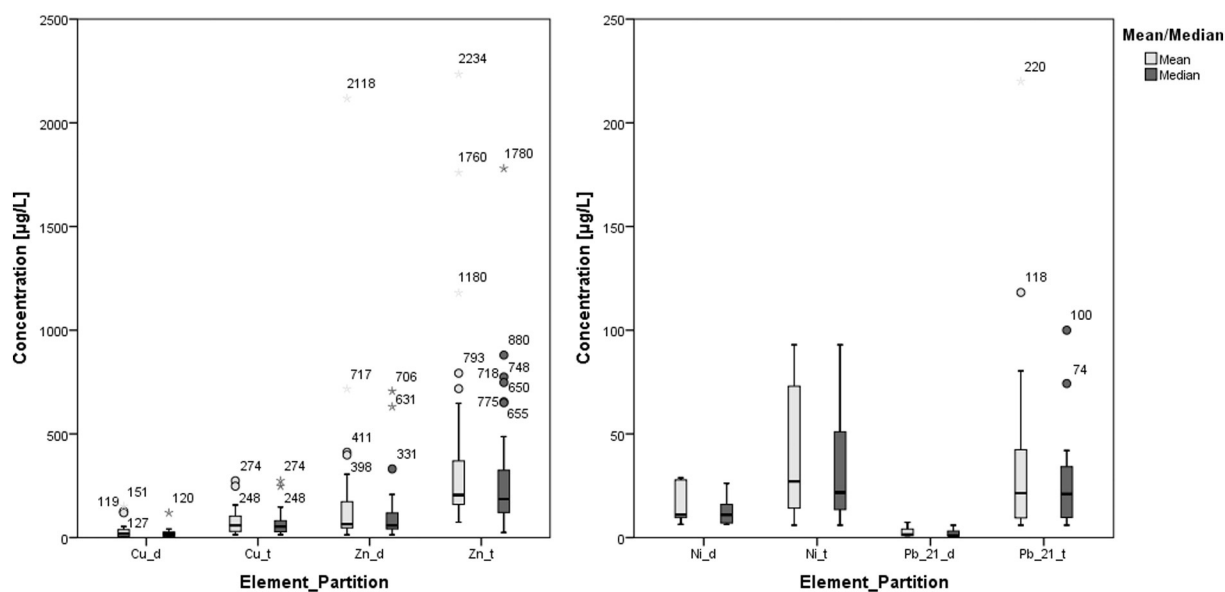 2500
2000
1500
1000
500
0
Concentration [µg/L]
2234
2118
1760
1780
1180
880
793
748
718
717
706
650
631
775
655
411
398
331
274
274
248
248
151
119
127
120
Cu_d
Cu_t
Zn_d
Zn_t
Element_Partition
250
200
150
100
50
0
Concentration [µg/L]
220
118
100
74
Ni_d
Ni_t
Pb_21_d
Pb_21_t
Element_Partition
Mean/Median
Mean
Median